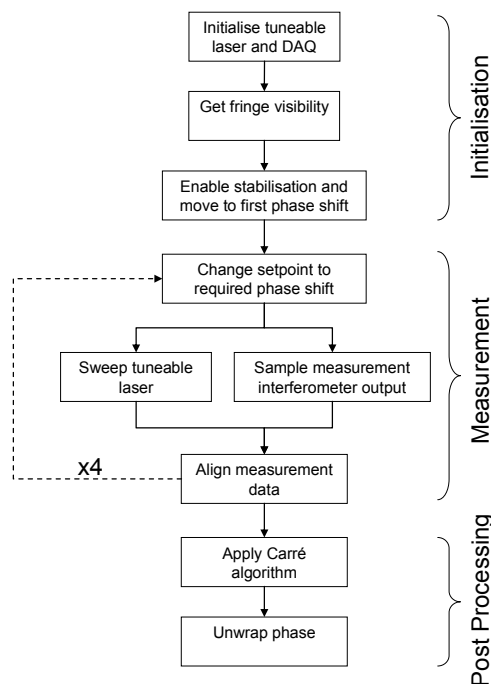 Initialise tuneable
laser and DAQ
Get fringe visibility
Enable stabilisation and
move to first phase shift
Initialisation
Change setpoint to
required phase shift
Sweep tuneable
laser
Sample measurement
interferometer output
x4
Align measurement
data
Measurement
Apply Carré
algorithm
Unwrap phase
Post Processing